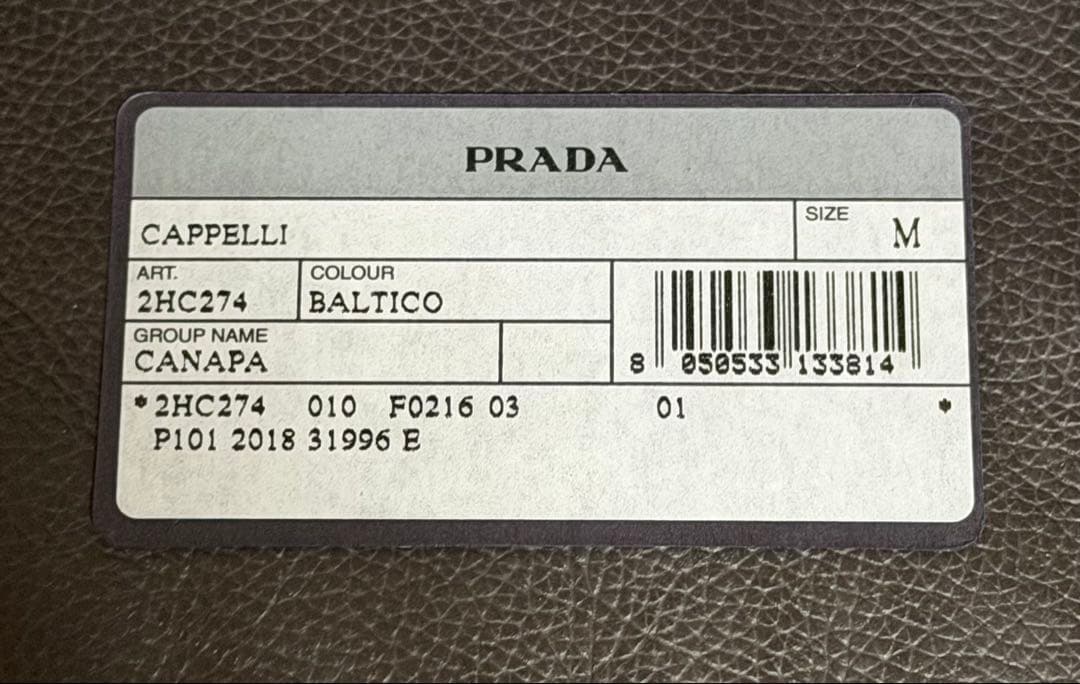 PRADA
CAPPELLI
SIZE
M
ART.
2HC274
COLOUR
BALTICO
GROUP NAME
CANAPA
8 050533 133814
*2HC274 010 F0216 03 01 *
P101 2018 31996 E